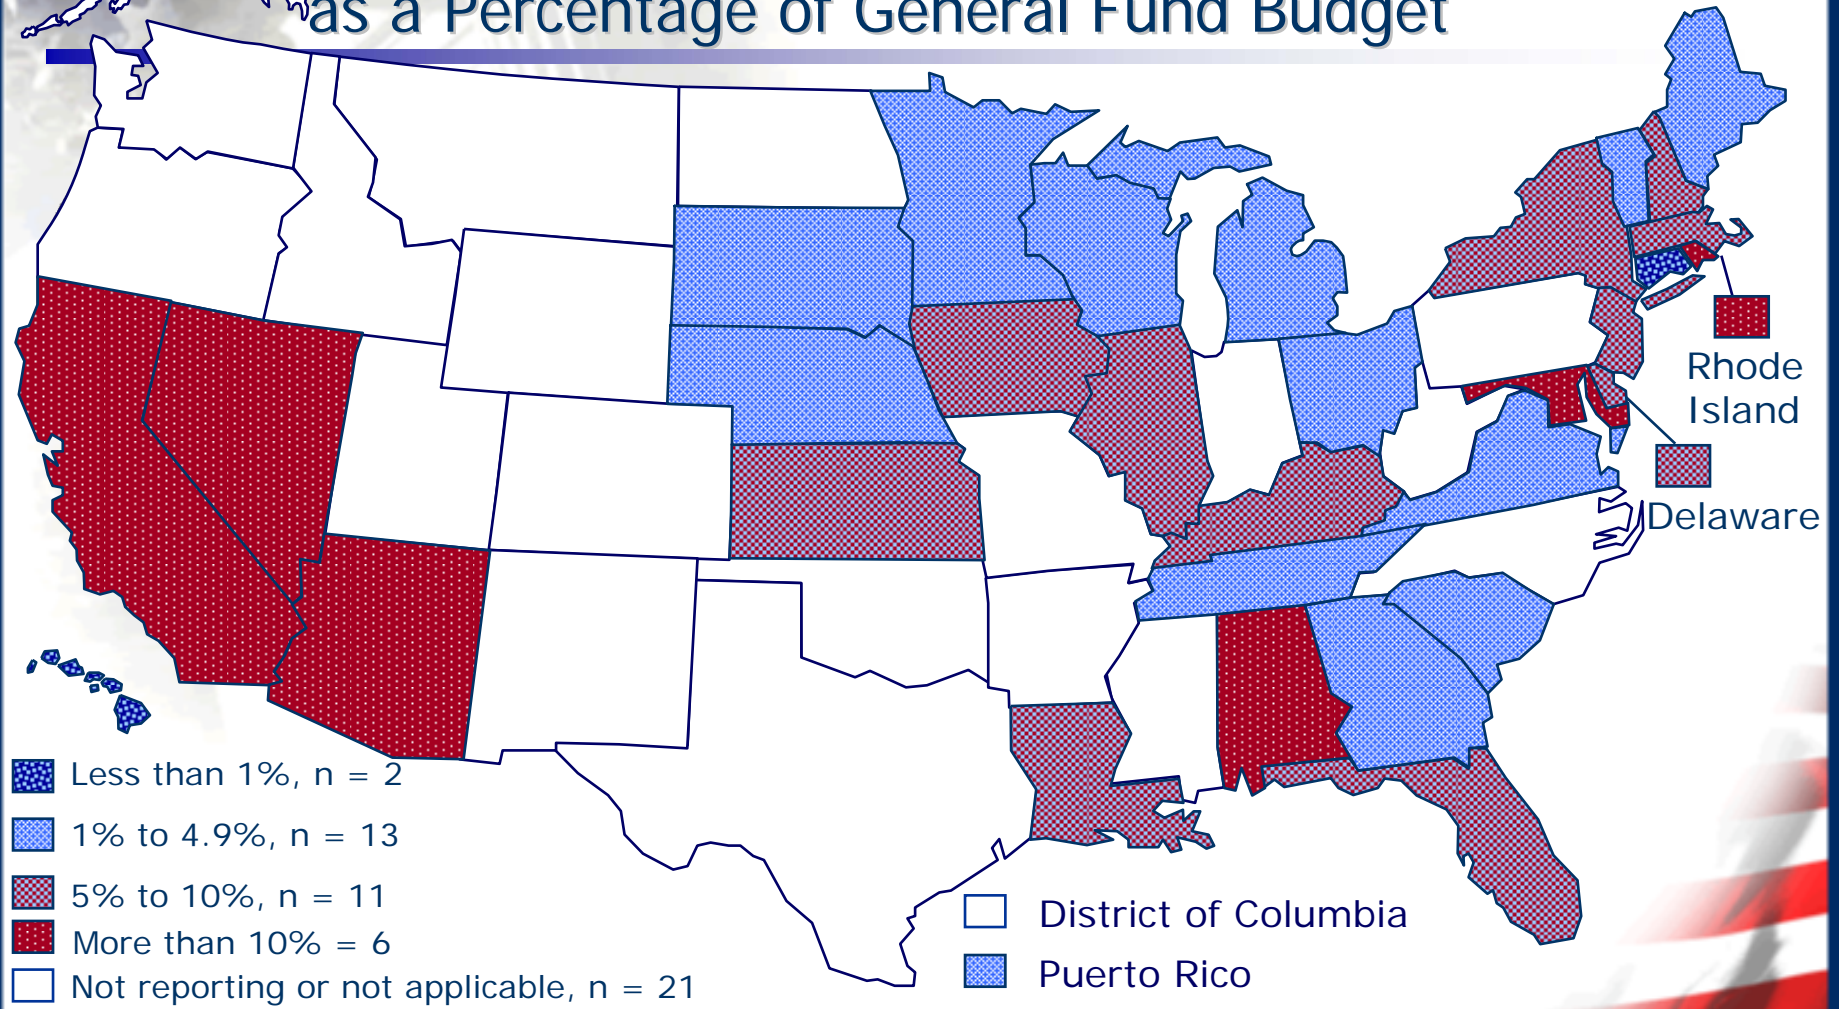 as a Percentage of General Fund Budget
Rhode
Island
Delaware
Less than 1%, n = 2
1% to 4.9%, n = 13
5% to 10%, n = 11
More than 10% = 6
Not reporting or not applicable, n = 21
District of Columbia
Puerto Rico